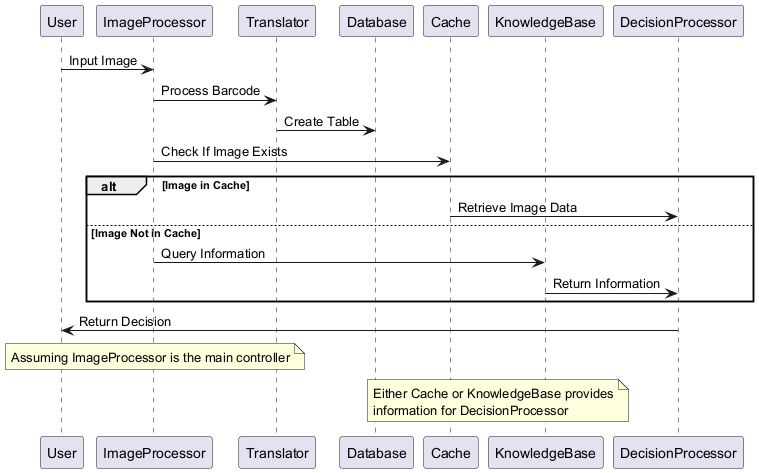 User ImageProcessor Translator Database Cache KnowledgeBase DecisionProcessor
Input Image
Process Barcode
Create Table
Check If Image Exists
alt [Image in Cache]
Retrieve Image Data
[Image Not in Cache]
Query Information
Return Information
Return Decision
Assuming ImageProcessor is the main controller
Either Cache or KnowledgeBase provides
information for DecisionProcessor
User ImageProcessor Translator Database Cache KnowledgeBase DecisionProcessor